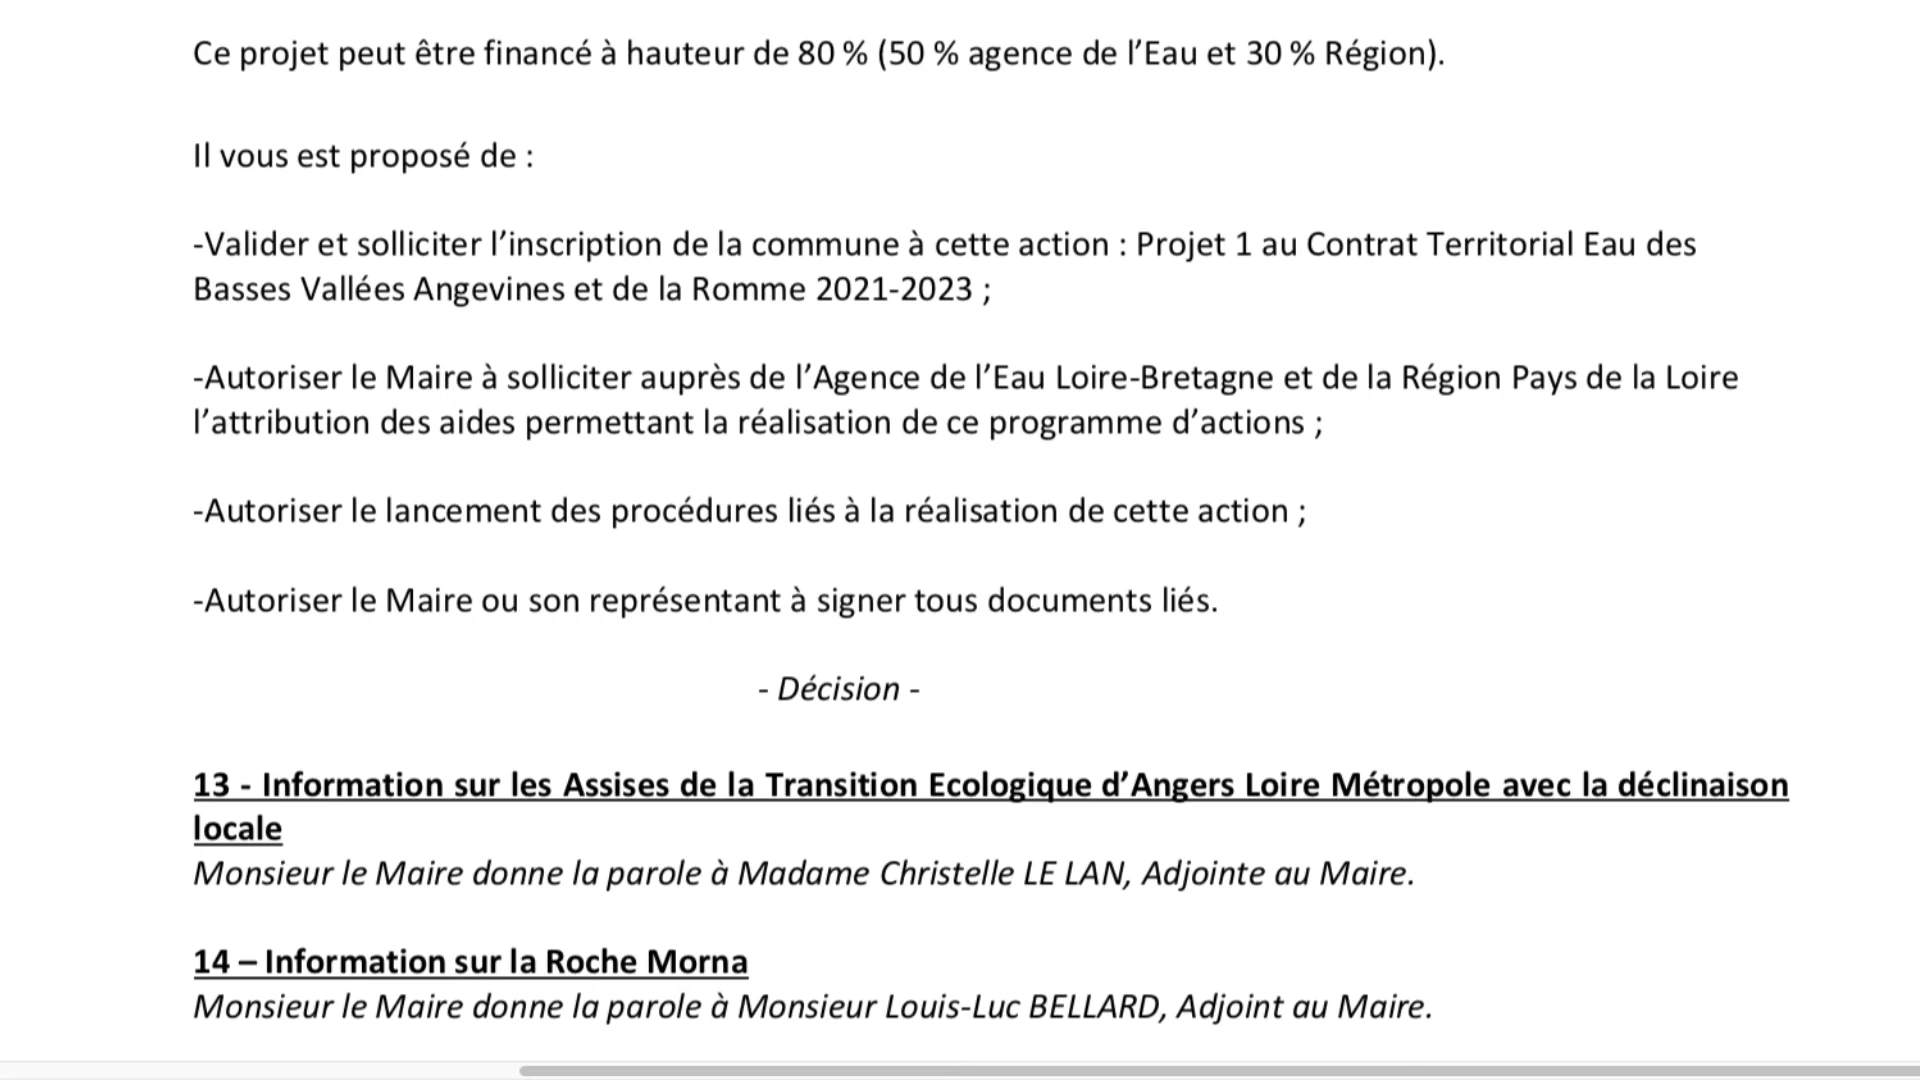 Ce projet peut être financé à hauteur de 80 % (50 % agence de l’Eau et 30 % Région).
Il vous est proposé de :
-Valider et solliciter l’inscription de la commune à cette action : Projet 1 au Contrat Territorial Eau des
Basses Vallées Angevines et de la Romme 2021-2023 ;
-Autoriser le Maire à solliciter auprès de l’Agence de l’Eau Loire-Bretagne et de la Région Pays de la Loire
l’attribution des aides permettant la réalisation de ce programme d’actions ;
-Autoriser le lancement des procédures liés à la réalisation de cette action ;
-Autoriser le Maire ou son représentant à signer tous documents liés.
- Décision -
13 - Information sur les Assises de la Transition Ecologique d’Angers Loire Métropole avec la déclinaison
locale
Monsieur le Maire donne la parole à Madame Christelle LE LAN, Adjointe au Maire.
14 – Information sur la Roche Morna
Monsieur le Maire donne la parole à Monsieur Louis-Luc BELLARD, Adjoint au Maire.